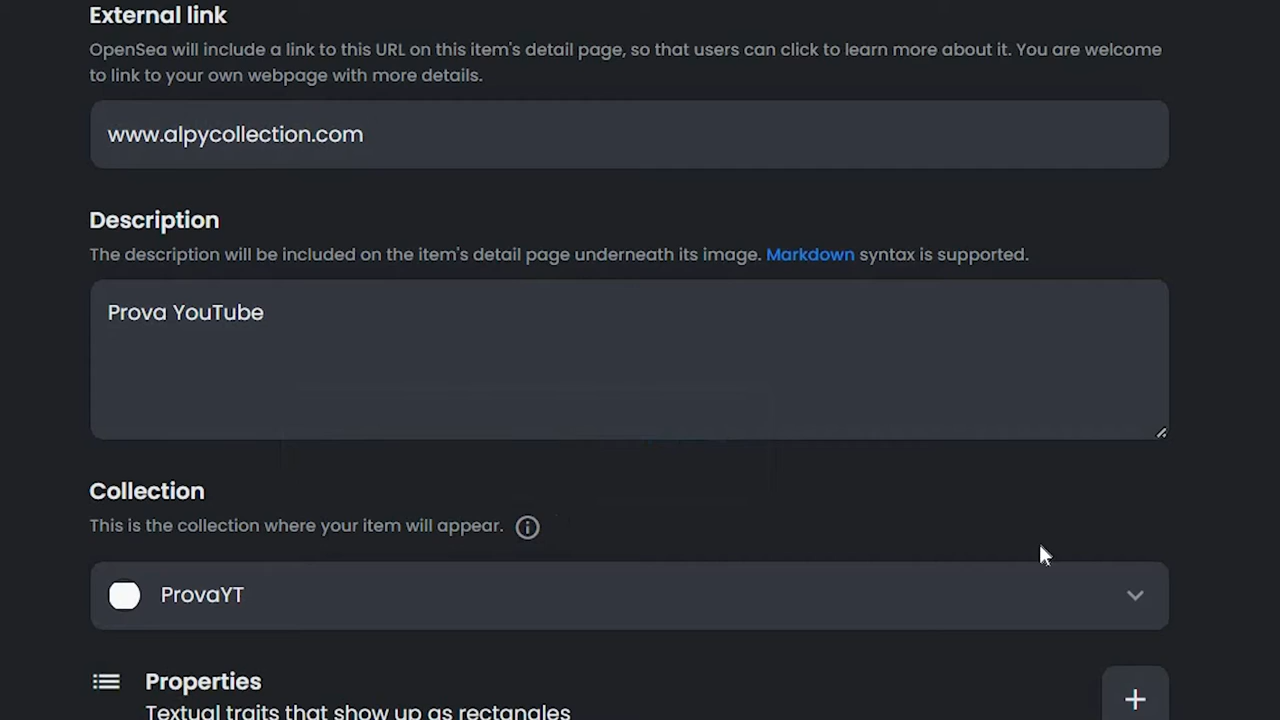 External link
OpenSea will include a link to this URL on this item's detail page, so that users can click to learn more about it. You are welcome
to link to your own webpage with more details.
www.alpycollection.com
Description
The description will be included on the item's detail page underneath its image. Markdown syntax is supported.
Prova YouTube
Collection
This is the collection where your item will appear.
ProvaYT
Properties
Textual traits that show up as rectangles